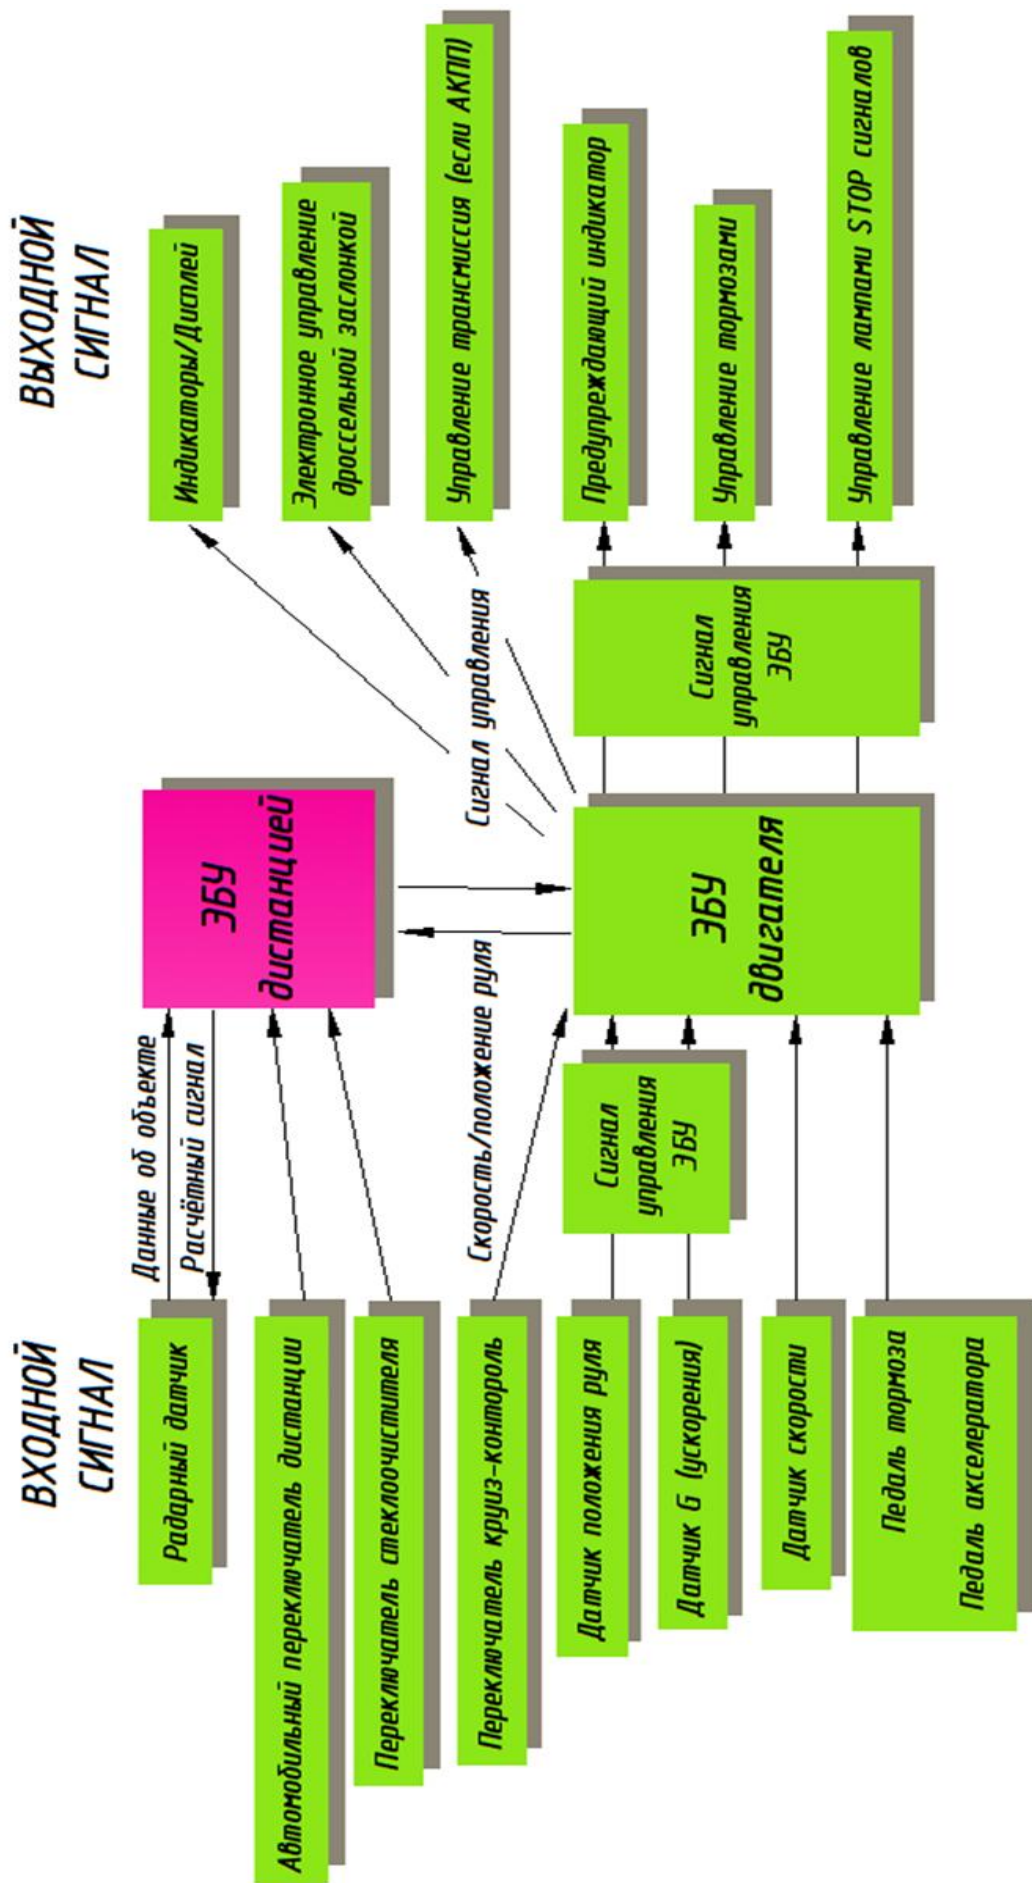 ВХОДНОЙ
СИГНАЛ
Радарный датчик
Автомобильный переключатель дистанции
Переключатель стеклоочистителя
Переключатель круиз-контороль
Датчик положения руля
Датчик G (ускорения)
Датчик скорости
Педаль тормоза
Педаль акселератора
Данные об объекте
Расчётный сигнал
Скорость/положение руля
Сигнал
управления
ЭБУ
ЭБУ
дистанцией
ЭБУ
двигателя
Сигнал управления
Сигнал
управления
ЭБУ
ВЫХОДНОЙ
СИГНАЛ
Индикаторы/Дисплей
Электронное управление
дроссельной заслонкой
Управление трансмиссия (если АКПП)
Предупреждающий индикатор
Управление тормозами
Управление лампами STOP сигналов